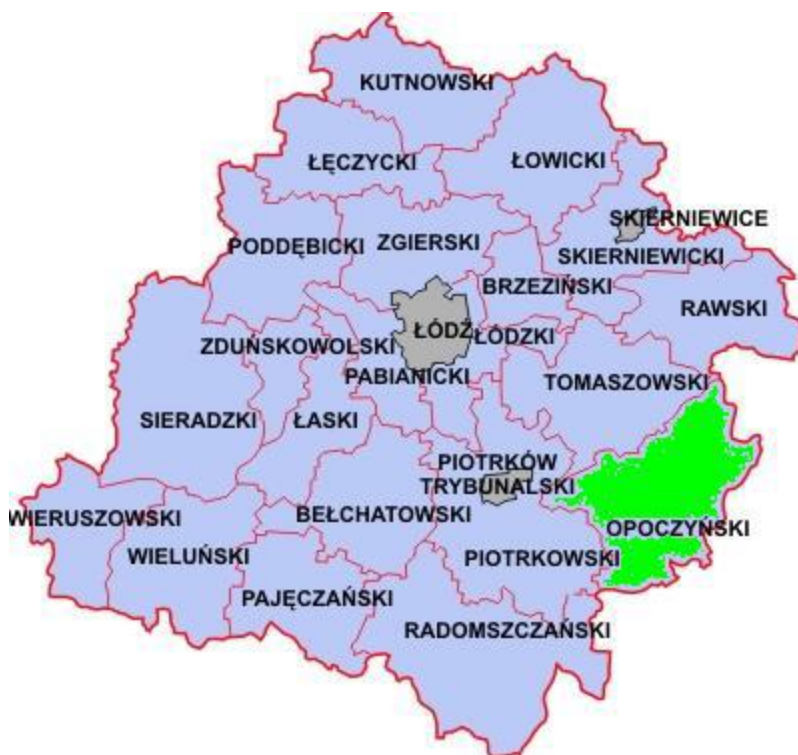 KUTNOWSKI
ŁĘCZYCKI
ŁOWICKI
SKIERNIEWICE
PODDĘBICKI
ZGIERSKI
SKIERNIEWICKI
BRZEZIŃSKI
RAWSKI
ŁÓDŹ
ŁÓDZKI
ZDUŃSKOWOLSKI
PABIANICKI
TOMASZOWSKI
SIERADZKI
ŁASKI
PIOTRKÓW
TRYBUNALSKI
WIERUSZOWSKI
BEŁCHATOWSKI
OPOCZYŃSKI
WIELUŃSKI
PIOTRKOWSKI
PAJĘCZAŃSKI
RADOMSZCZAŃSKI